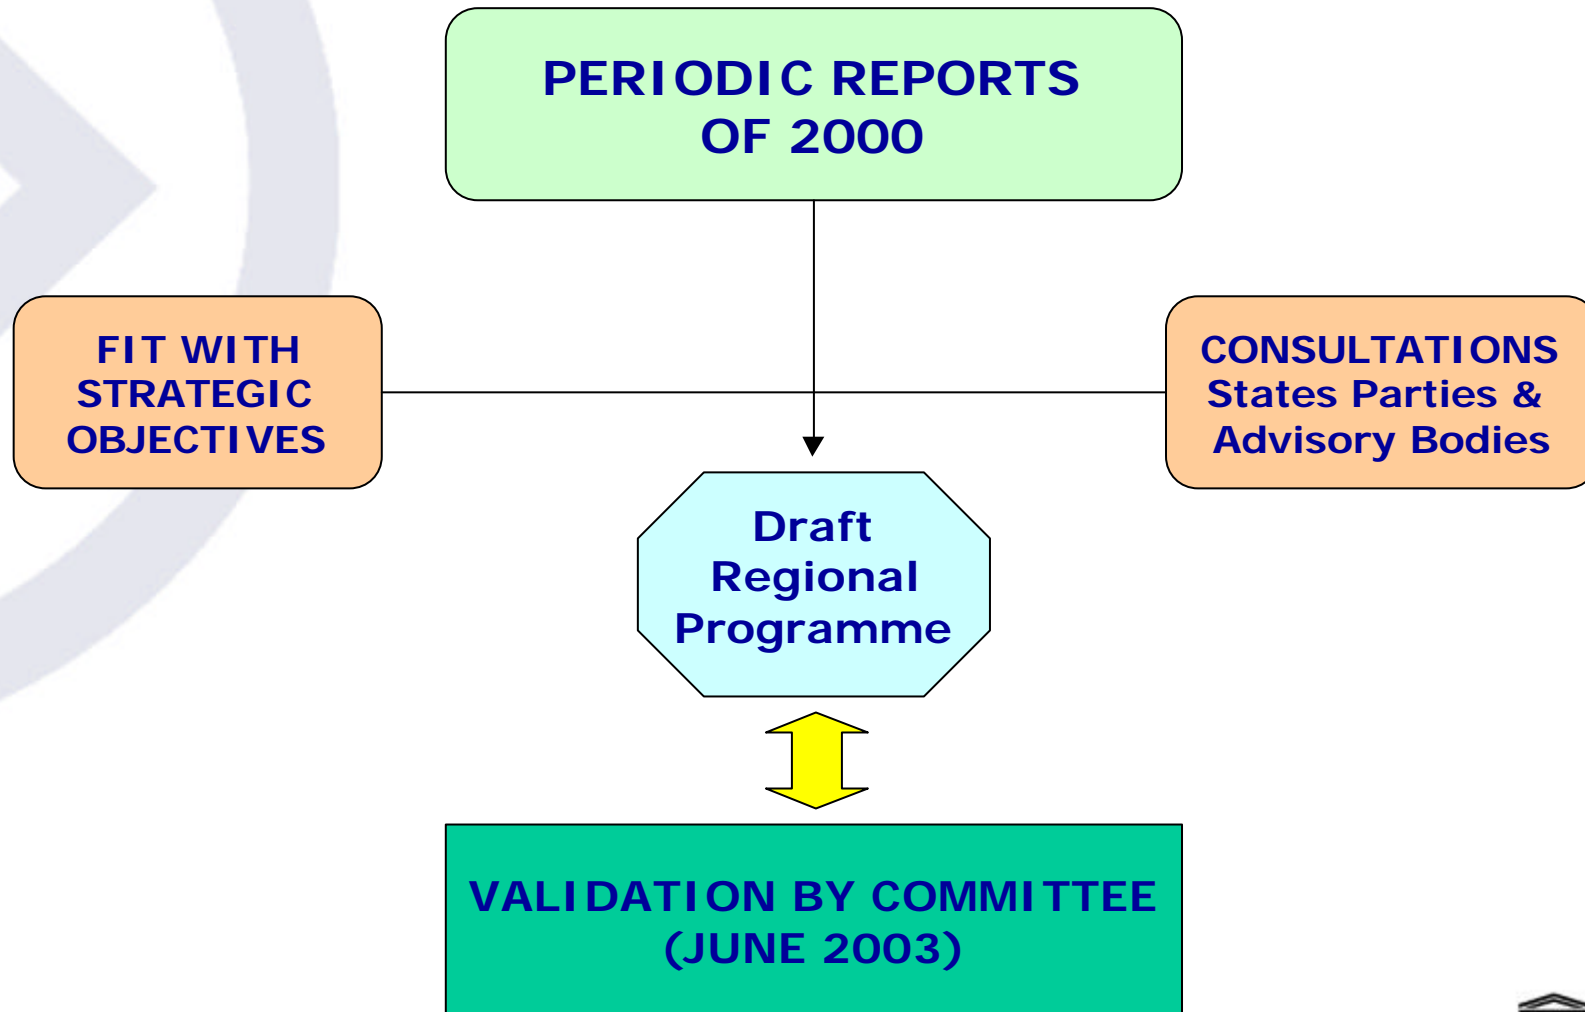 PERIODIC REPORTS
OF 2000
FIT WITH
STRATEGIC
OBJECTIVES
CONSULTATIONS
States Parties &
Advisory Bodies
Draft
Regional
Programme
VALIDATION BY COMMITTEE
(JUNE 2003)